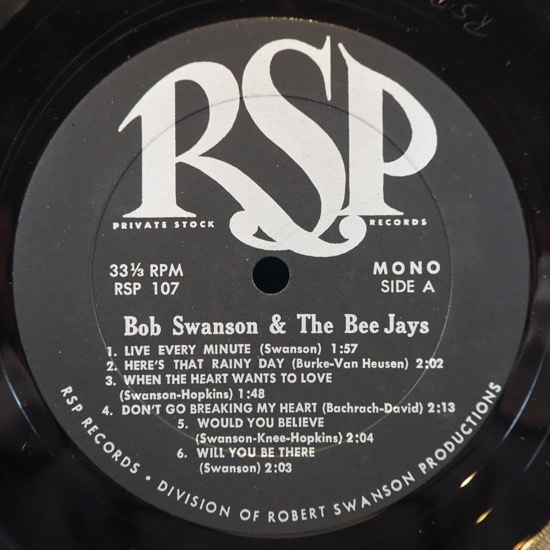 RSP
PRIVATE STOCK RECORDS
33⅓ RPM
RSP 107
MONO
SIDE A
Bob Swanson & The Bee Jays
1. LIVE EVERY MINUTE (Swanson) 1:57
2. HERE'S THAT RAINY DAY (Burke-Van Heusen) 2:02
3. WHEN THE HEART WANTS TO LOVE
(Swanson-Hopkins) 1:48
4. DON'T GO BREAKING MY HEART (Bachrach-David) 2:13
5. WOULD YOU BELIEVE
(Swanson-Knee-Hopkins) 2:04
6. WILL YOU BE THERE
(Swanson) 2:03
RSP RECORDS • DIVISION OF ROBERT SWANSON PRODUCTIONS